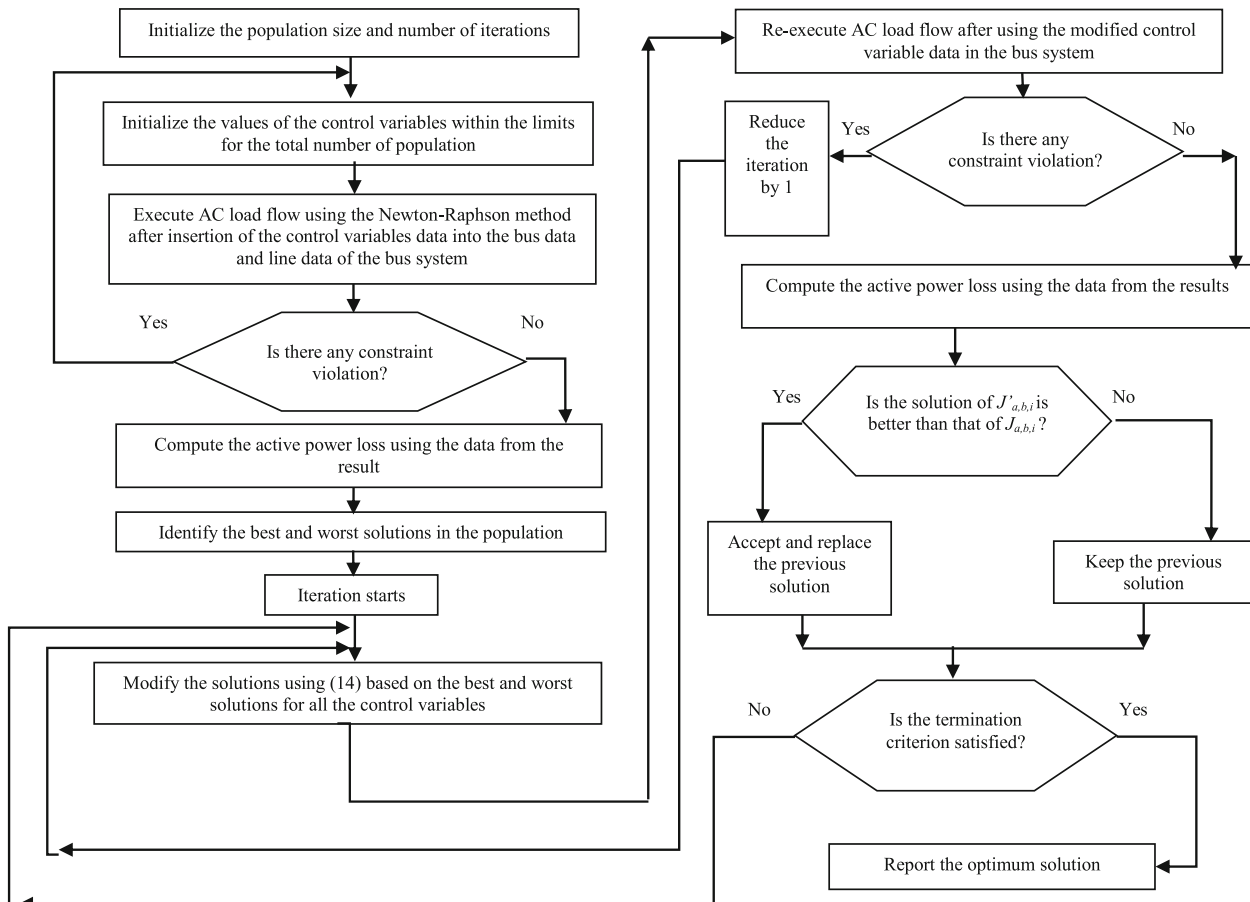 Initialize the population size and number of iterations
Initialize the values of the control variables within the limits
for the total number of population
Execute AC load flow using the Newton-Raphson method
after insertion of the control variables data into the bus data
and line data of the bus system
Yes
No
Is there any constraint
violation?
Compute the active power loss using the data from the
result
Identify the best and worst solutions in the population
Iteration starts
Modify the solutions using (14) based on the best and worst
solutions for all the control variables
Re-execute AC load flow after using the modified control
variable data in the bus system
Reduce
the
iteration
by 1
Yes
No
Is there any
constraint violation?
Compute the active power loss using the data from the results
Yes
No
Is the solution of J'a,b,i is
better than that of Ja,b,i ?
Accept and replace
the previous
solution
Keep the previous
solution
No
Yes
Is the termination
criterion satisfied?
Report the optimum solution